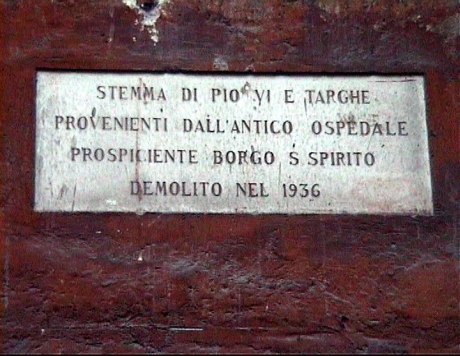 STEMMA DI PIO VI E TARGHE
PROVENIENTI DALL'ANTICO OSPEDALE
PROSPICIENTE BORGO S SPIRITO
DEMOLITO NEL 1936